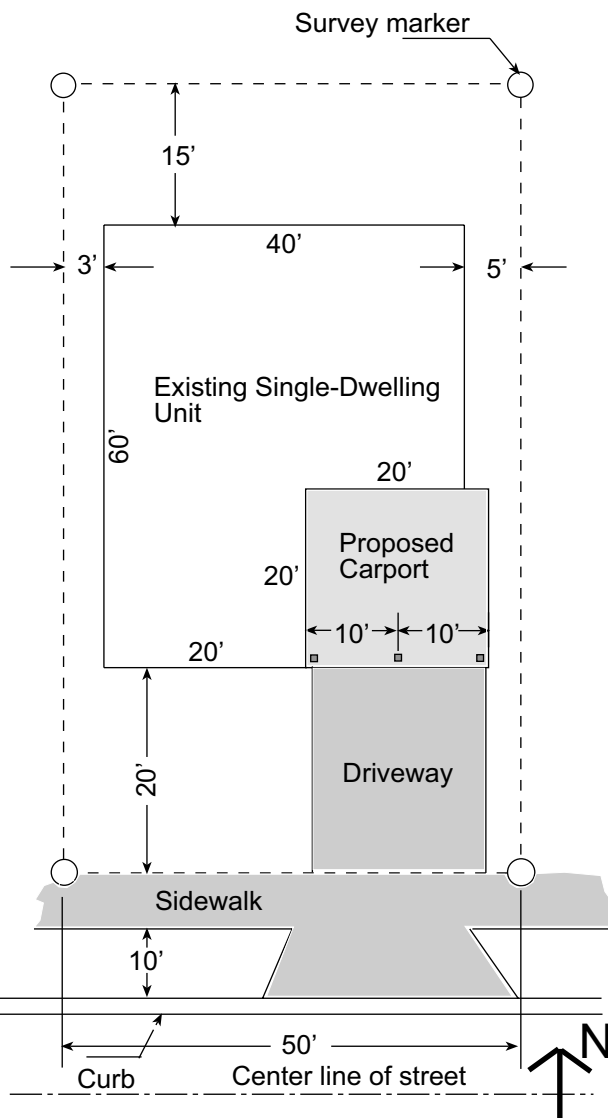 Survey marker
15’
40’
3’
5’
Existing Single-Dwelling
Unit
60’
20’
Proposed
Carport
20’
10’
10’
20’
Driveway
20’
Sidewalk
10’
50’
N
Curb
Center line of street